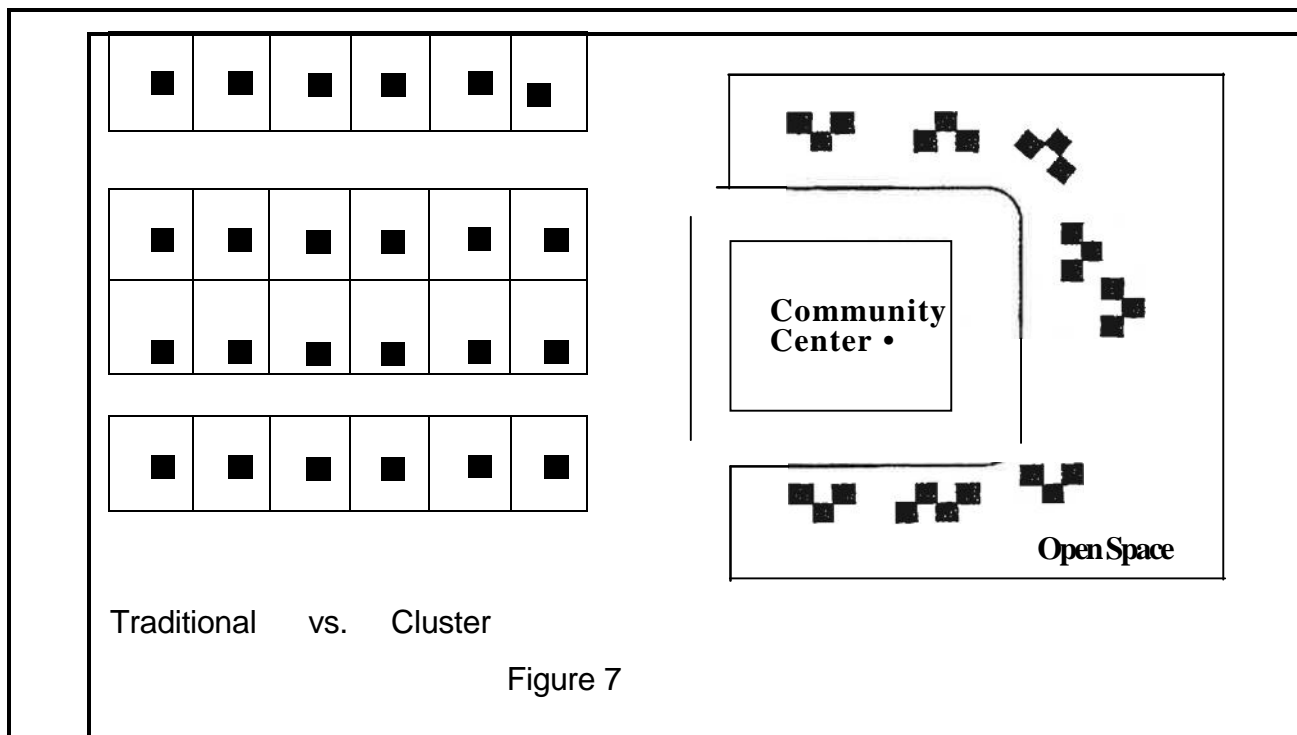 Community
Center •
Open Space
Traditional vs. Cluster
Figure 7